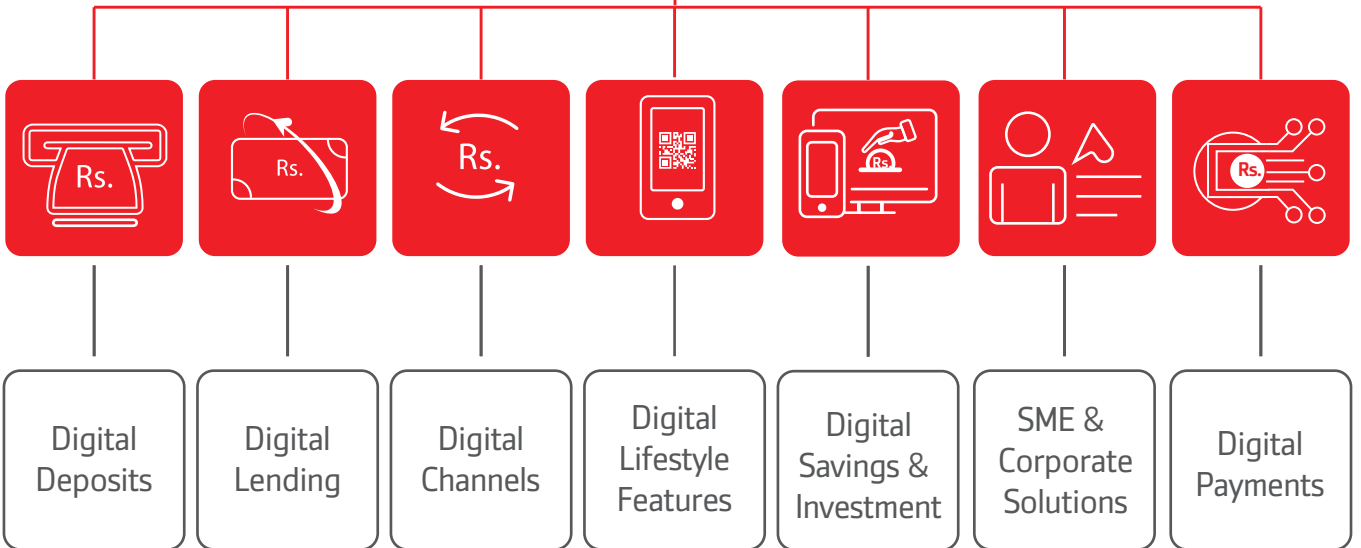 Rs.
Rs.
Rs.
Rs.
Rs.
Digital
Deposits
Digital
Lending
Digital
Channels
Digital
Lifestyle
Features
Digital
Savings &
Investment
SME &
Corporate
Solutions
Digital
Payments